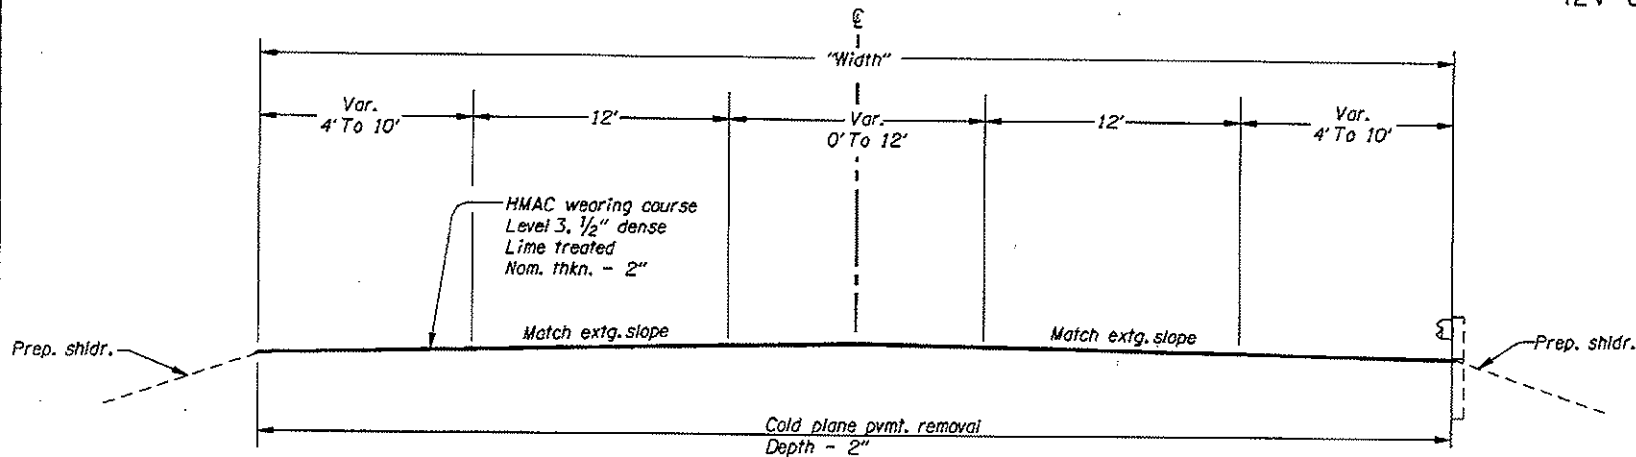 ℄
"Width"
Var.
4' To 10'
12'
Var.
0' To 12'
12'
Var.
4' To 10'
HMAC wearing course
Level 3. 1/2" dense
Lime treated
Nom. thkn. - 2"
Match extg. slope
Match extg. slope
Prep. shldr.
Prep. shldr.
Cold plane pvmt. removal
Depth - 2"